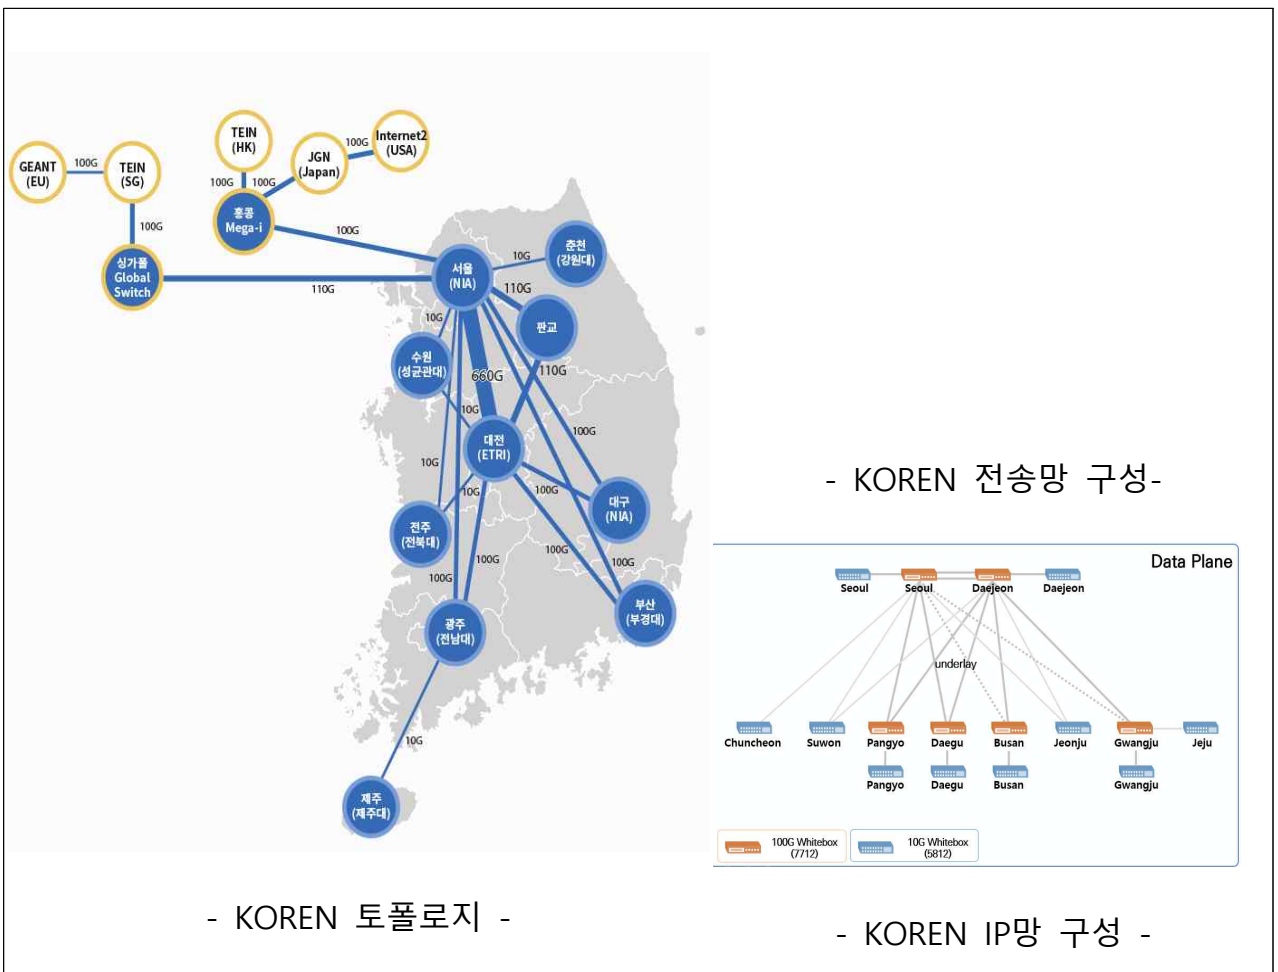 TEIN
(HK)
Internet2
(USA)
100G
JGN
(Japan)
GEANT
(EU)
100G
TEIN
(SG)
100G
100G
홍콩
Mega-i
100G
100G
싱가폴
Global
Switch
110G
서울
(NIA)
10G
춘천
(강원대)
110G
판교
10G
수원
(성균관대)
660G
110G
10G
100G
대전
(ETRI)
10G
10G
100G
대구
(NIA)
전주
(전북대)
100G
100G
100G
100G
광주
(전남대)
부산
(부경대)
10G
제주
(제주대)
- KOREN 토폴로지 -
- KOREN 전송망 구성-
Data Plane
Seoul
Seoul
Daejeon
Daejeon
underlay
Chuncheon
Suwon
Pangyo
Daegu
Busan
Jeonju
Gwangju
Jeju
Pangyo
Daegu
Busan
Gwangju
100G Whitebox
(7712)
10G Whitebox
(5812)
- KOREN IP망 구성 -